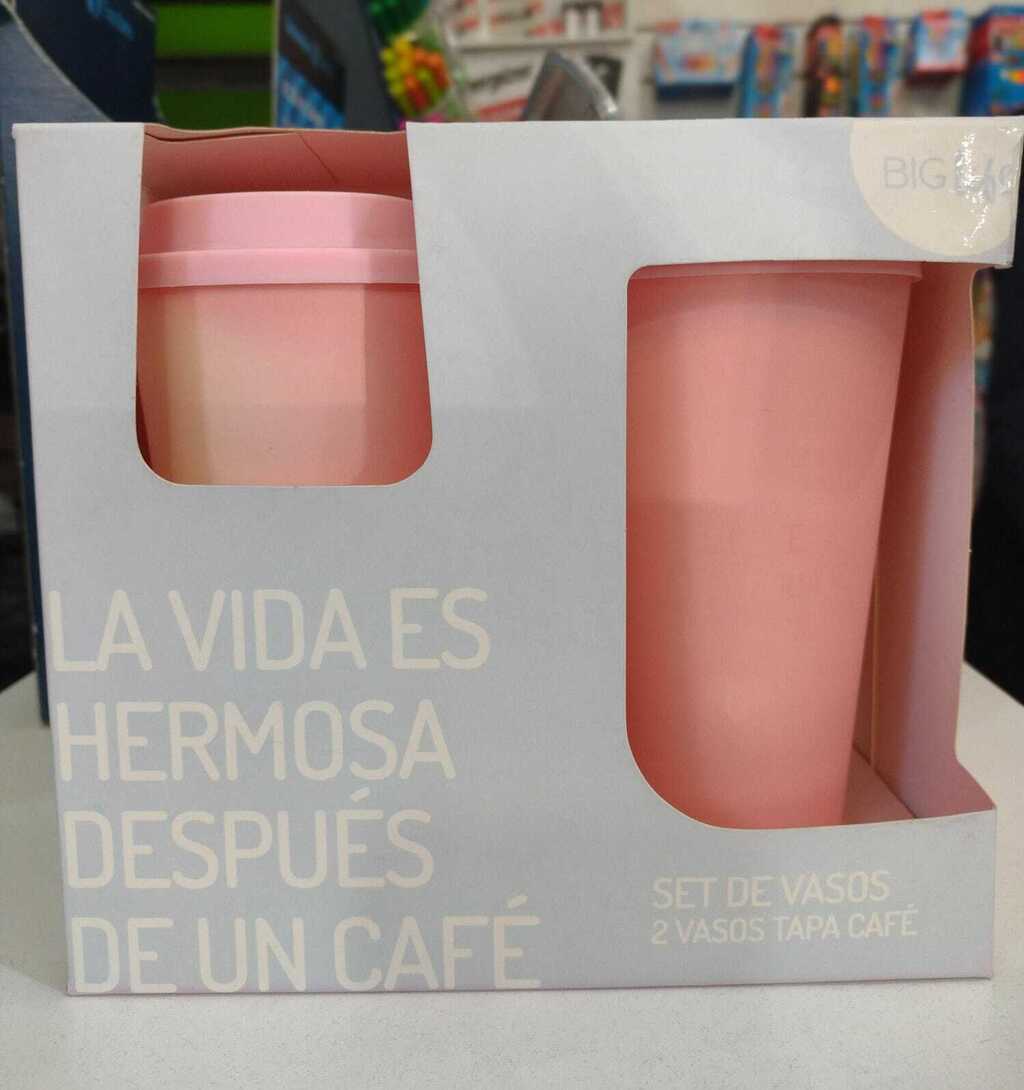 BIG
LA VIDA ES
HERMOSA
DESPUÉS
DE UN CAFÉ
SET DE VASOS
2 VASOS TAPA CAFÉ